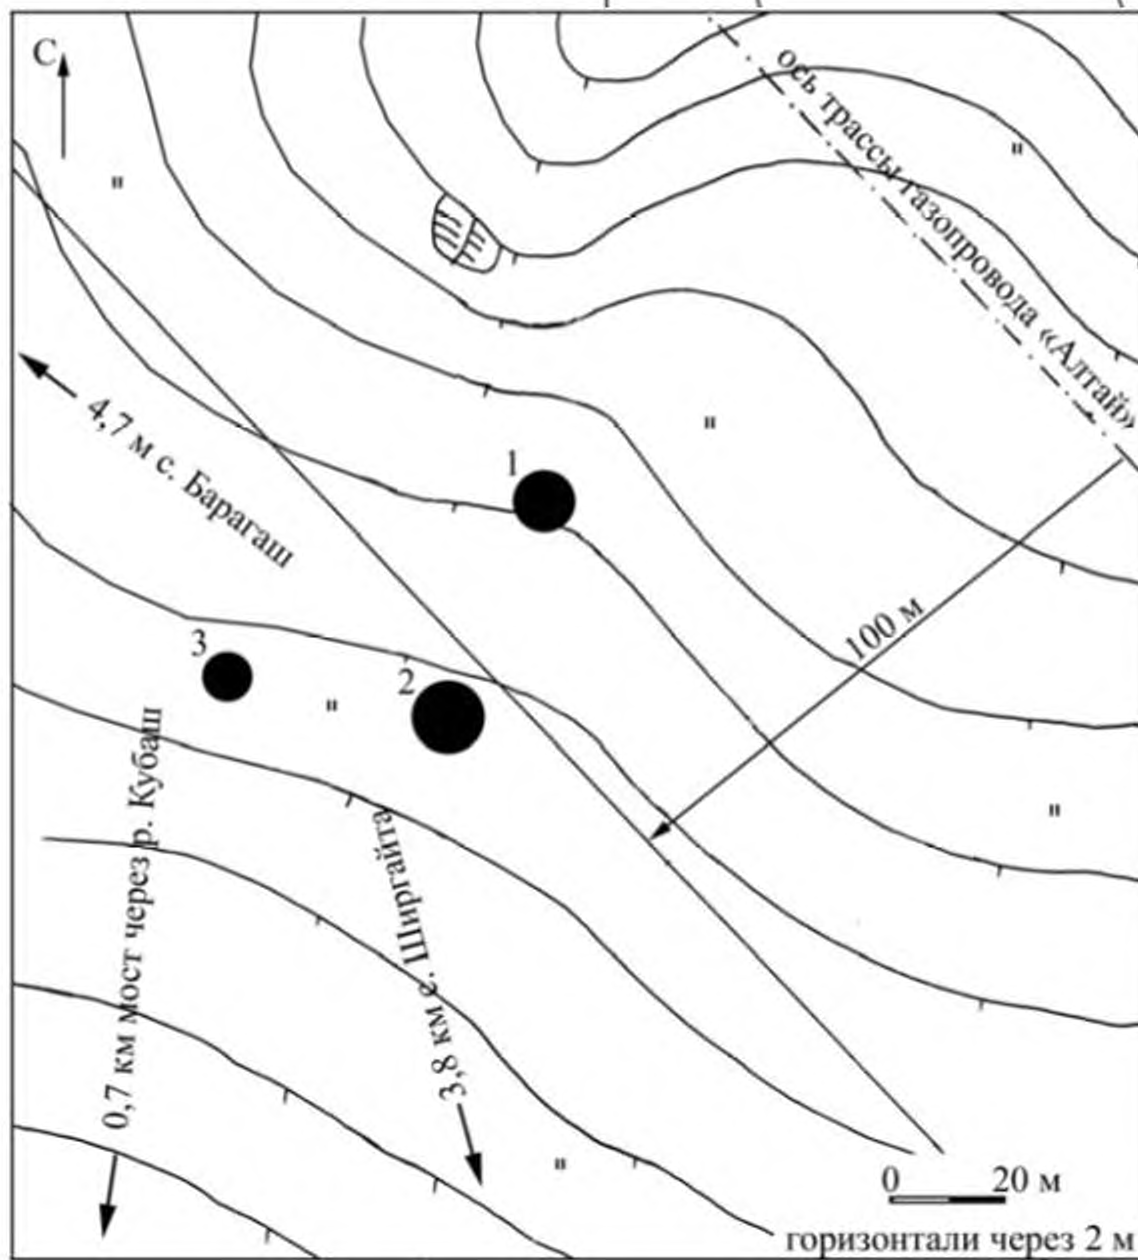 С
ось трассы газопровода «Алтай»
4,7 м с. Барагаш
1
100 м
3
2
0,7 км мост через р. Кубаш
3,8 км с. Ширгайта
0 20 м
горизонтали через 2 м